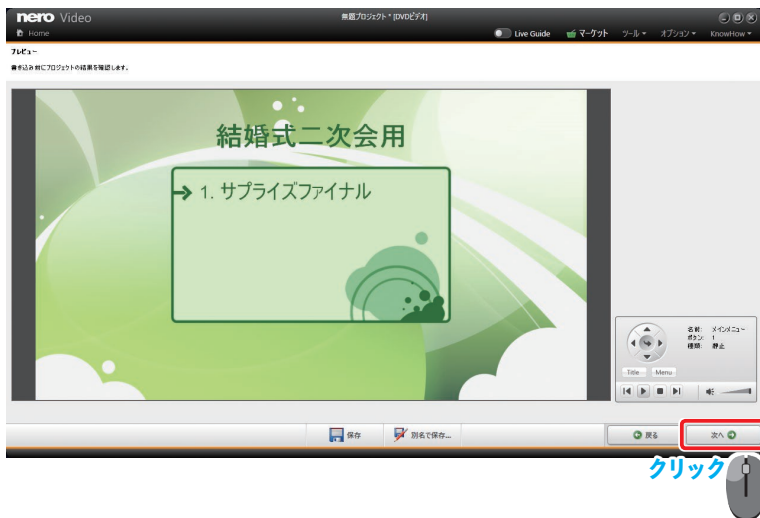 nero Video
無題プロジェクト * [DVDビデオ]
Home
Live Guide
マーケット
ツール
オプション
KnowHow
プレビュー
書き込み前にプロジェクトの結果を確認します。
結婚式二次会用
1. サプライズファイナル
名前: メインメニュー
ボタン: 1
種類: 静止
Title
Menu
保存
別名で保存...
戻る
次へ
クリック